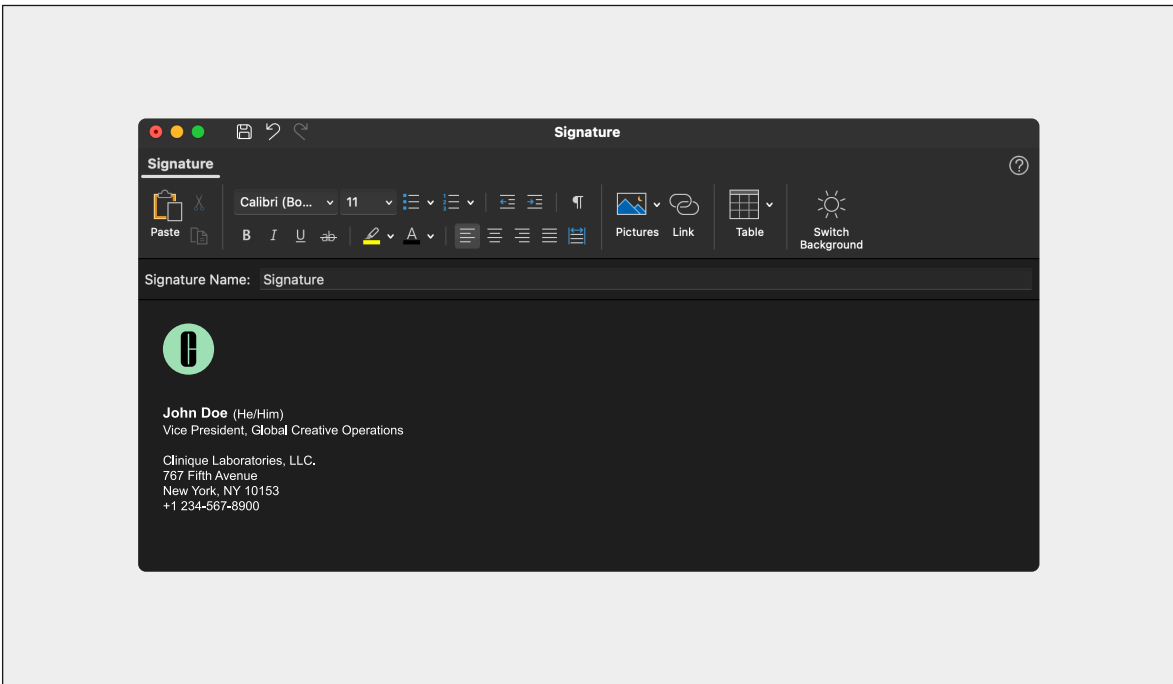 Signature
Signature
Paste
Calibri (Bo... 11
B I U ab A
Pictures Link
Table
Switch
Background
Signature Name: Signature
C
John Doe (He/Him)
Vice President, Global Creative Operations
Clinique Laboratories, LLC.
767 Fifth Avenue
New York, NY 10153
+1 234-567-8900